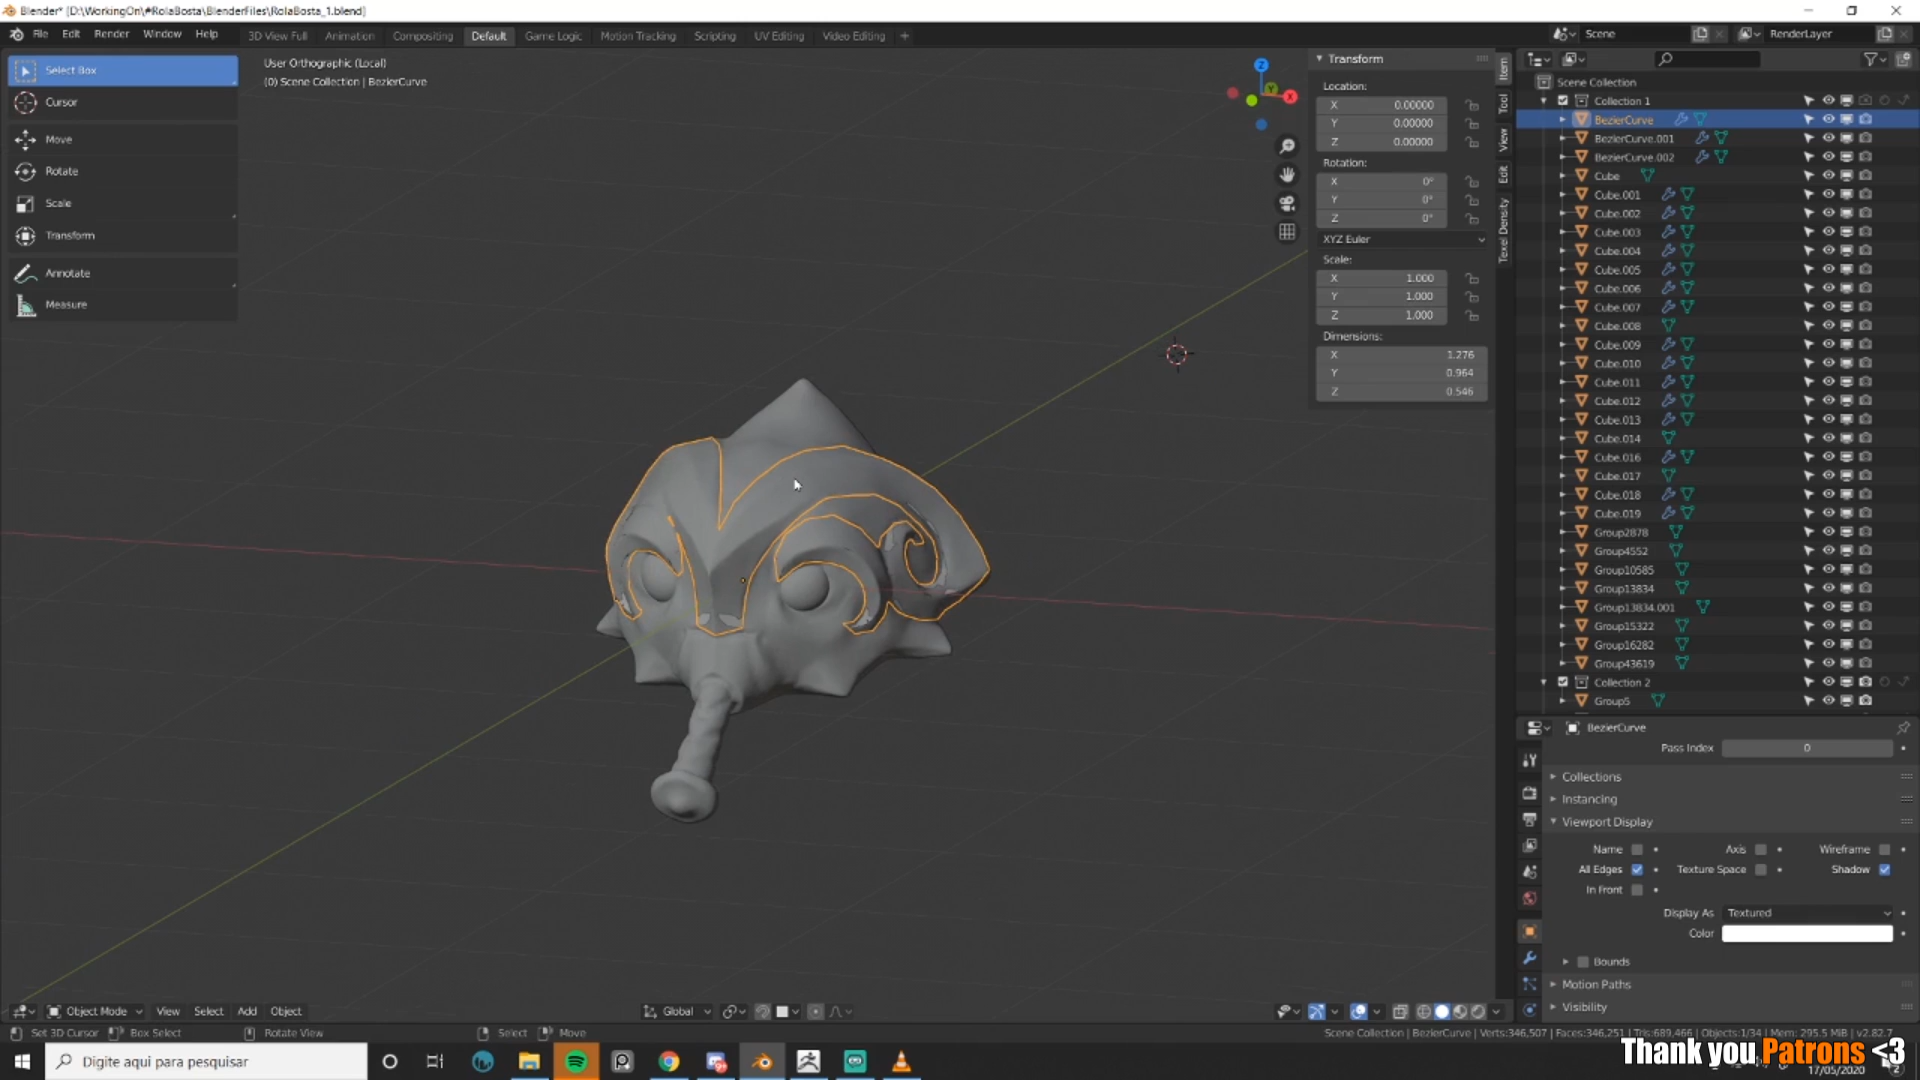 Blender* [D:\WorkingOn\#RolaBosta\BlenderFiles\RolaBosta_1.blend]
File Edit Render Window Help
3D View Full Animation Compositing Default Game Logic Motion Tracking Scripting UV Editing Video Editing +
Scene
RenderLayer
Select Box
Cursor
Move
Rotate
Scale
Transform
Annotate
Measure
User Orthographic (Local)
(0) Scene Collection | BezierCurve
Z
Y
X
Transform
Location:
X 0.00000
Y 0.00000
Z 0.00000
Rotation:
X 0°
Y 0°
Z 0°
XYZ Euler
Scale:
X 1.000
Y 1.000
Z 1.000
Dimensions:
X 1.276
Y 0.964
Z 0.546
Item
Tool
View
Edit
Texel Density
Scene Collection
Collection 1
BezierCurve
BezierCurve.001
BezierCurve.002
Cube
Cube.001
Cube.002
Cube.003
Cube.004
Cube.005
Cube.006
Cube.007
Cube.008
Cube.009
Cube.010
Cube.011
Cube.012
Cube.013
Cube.014
Cube.016
Cube.017
Cube.018
Cube.019
Group2878
Group4552
Group10585
Group13834
Group13834.001
Group15322
Group16282
Group43619
Collection 2
Group5
BezierCurve
Pass Index 0
Collections
Instancing
Viewport Display
Name Axis Wireframe
All Edges Texture Space Shadow
In Front
Display As Textured
Color
Bounds
Motion Paths
Visibility
Object Mode View Select Add Object
Global
Set 3D Cursor Box Select Rotate View Select Move
Scene Collection | BezierCurve | Verts:346,507 | Faces:346,251 | Tris:689,466 | Objects:1/34 | Mem: 295.5 MiB | v2.82.7
Digite aqui para pesquisar
Thank you Patrons <3
17/05/2020